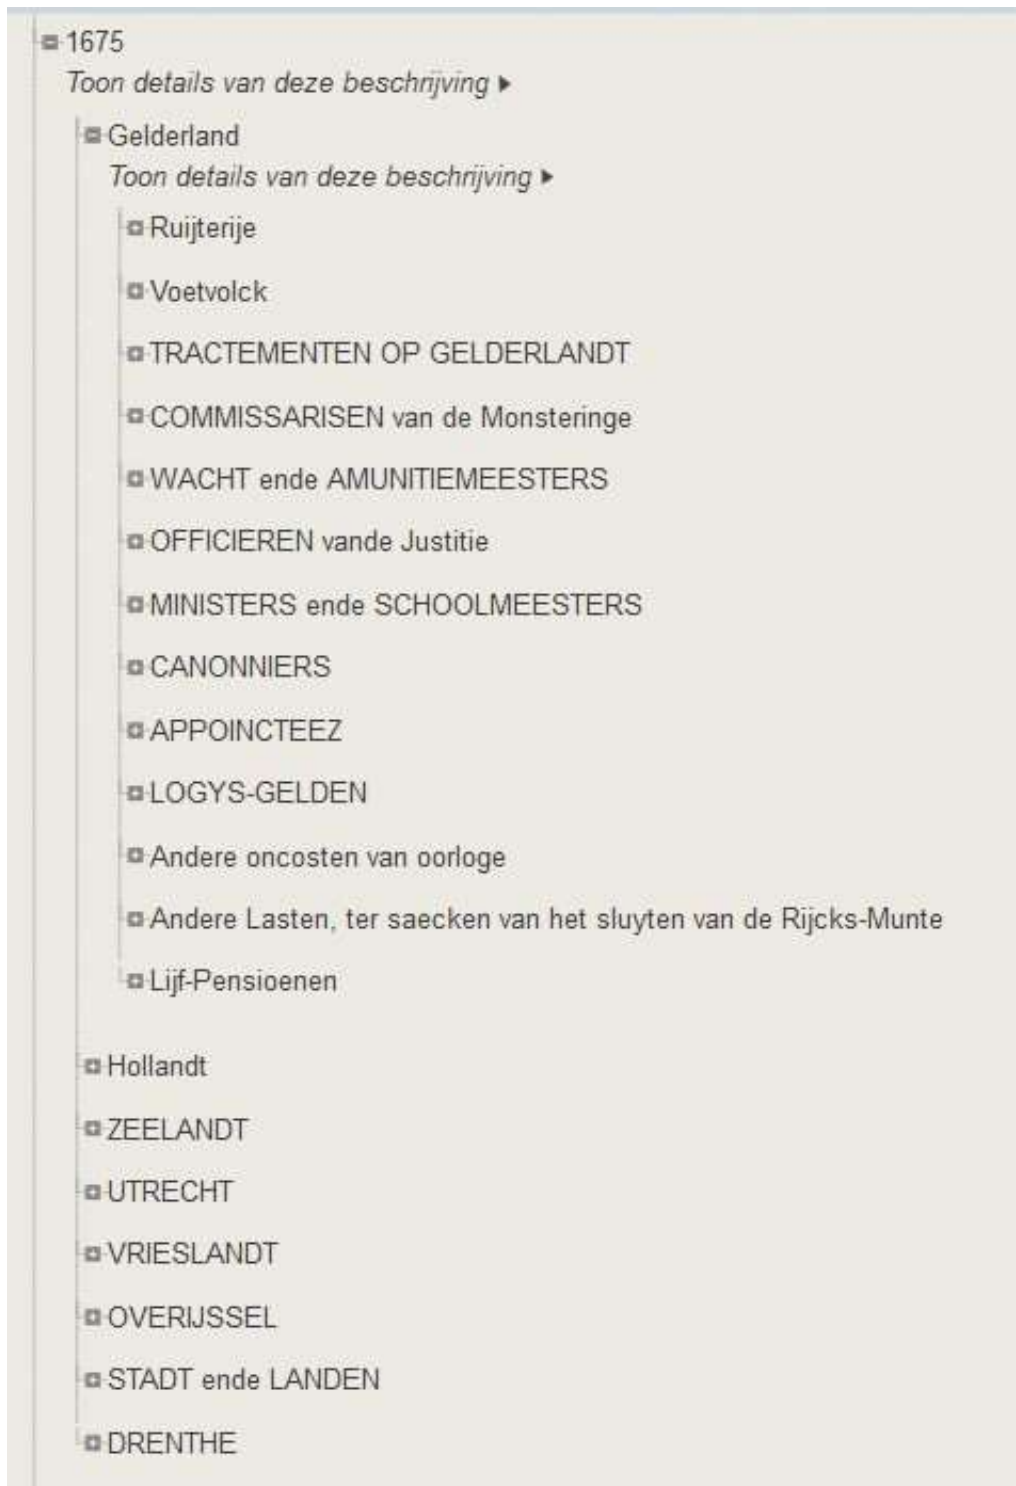 1675
Toon details van deze beschrijving
Gelderland
Toon details van deze beschrijving
Ruijterije
Voetvolck
TRACTEMENTEN OP GELDERLANDT
COMMISSARISEN van de Monsteringe
WACHT ende AMUNITIEMEESTERS
OFFICIEREN vande Justitie
MINISTERS ende SCHOOLMEESTERS
CANONNIERS
APPOINCTEEZ
LOGYS-GELDEN
Andere oncosten van oorloge
Andere Lasten, ter saecken van het sluyten van de Rijcks-Munte
Lijf-Pensioenen
Hollandt
ZEELANDT
UTRECHT
VRIESLANDT
OVERIJSSEL
STADT ende LANDEN
DRENTHE